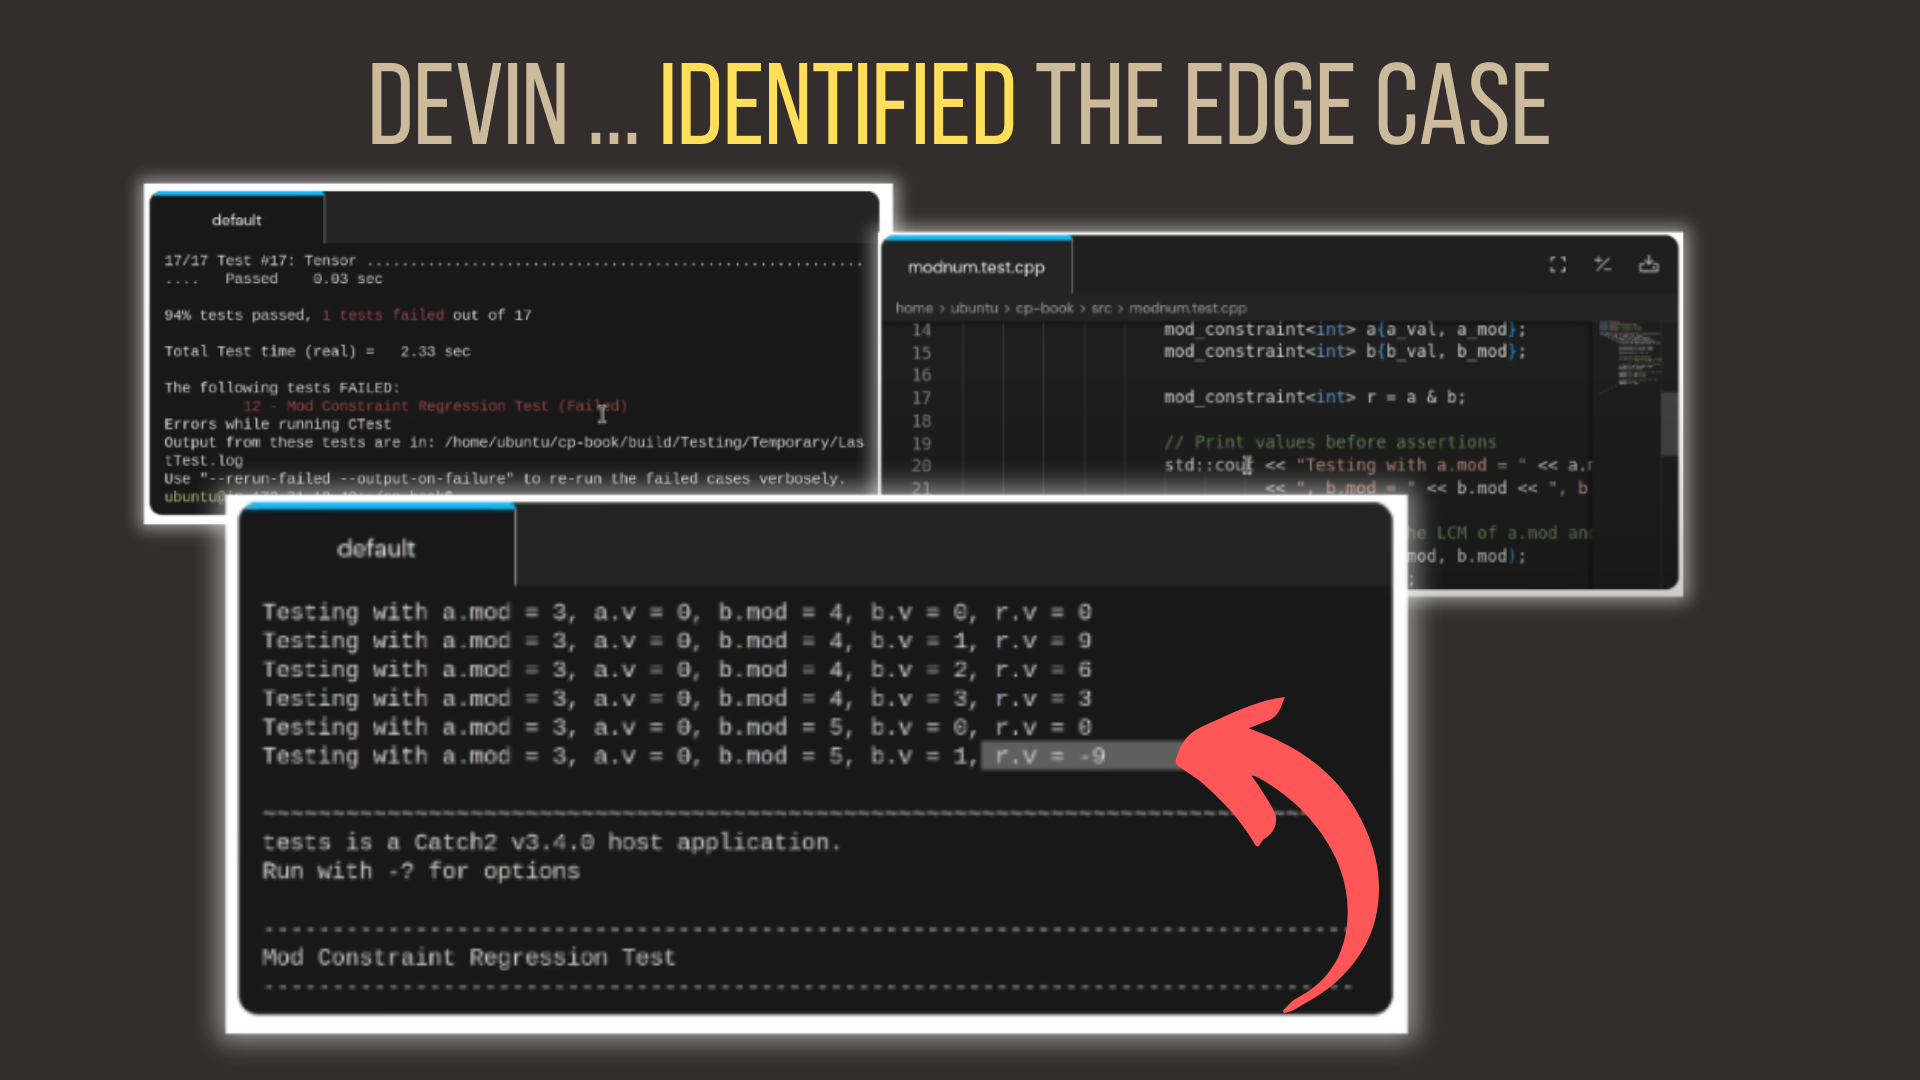 DEVIN ... IDENTIFIED THE EDGE CASE
default
17/17 Test #17: Tensor .........................................................
.... Passed 0.03 sec
94% tests passed, 1 tests failed out of 17
Total Test time (real) = 2.33 sec
The following tests FAILED:
12 - Mod Constraint Regression Test (Failed)
Errors while running CTest
Output from these tests are in: /home/ubuntu/cp-book/build/Testing/Temporary/Las
tTest.log
Use "--rerun-failed --output-on-failure" to re-run the failed cases verbosely.
modnum.test.cpp
home > ubuntu > cp-book > src > modnum.test.cpp
14 mod_constraint<int> a{a_val, a_mod};
15 mod_constraint<int> b{b_val, b_mod};
16
17 mod_constraint<int> r = a & b;
18
19 // Print values before assertions
20 std::cout << "Testing with a.mod = " << a.
21 << ", b.mod = " << b.mod << ", b
he LCM of a.mod and
mod, b.mod);
;
default
Testing with a.mod = 3, a.v = 0, b.mod = 4, b.v = 0, r.v = 0
Testing with a.mod = 3, a.v = 0, b.mod = 4, b.v = 1, r.v = 9
Testing with a.mod = 3, a.v = 0, b.mod = 4, b.v = 2, r.v = 6
Testing with a.mod = 3, a.v = 0, b.mod = 4, b.v = 3, r.v = 3
Testing with a.mod = 3, a.v = 0, b.mod = 5, b.v = 0, r.v = 0
Testing with a.mod = 3, a.v = 0, b.mod = 5, b.v = 1, r.v = -9
~~~~~~~~~~~~~~~~~~~~~~~~~~~~~~~~~~~~~~~~~~~~~~~~~~~~~~~~~~~~~~~~~~~~~~~~~~~~~~~
tests is a Catch2 v3.4.0 host application.
Run with -? for options
-------------------------------------------------------------------------------
Mod Constraint Regression Test
-------------------------------------------------------------------------------